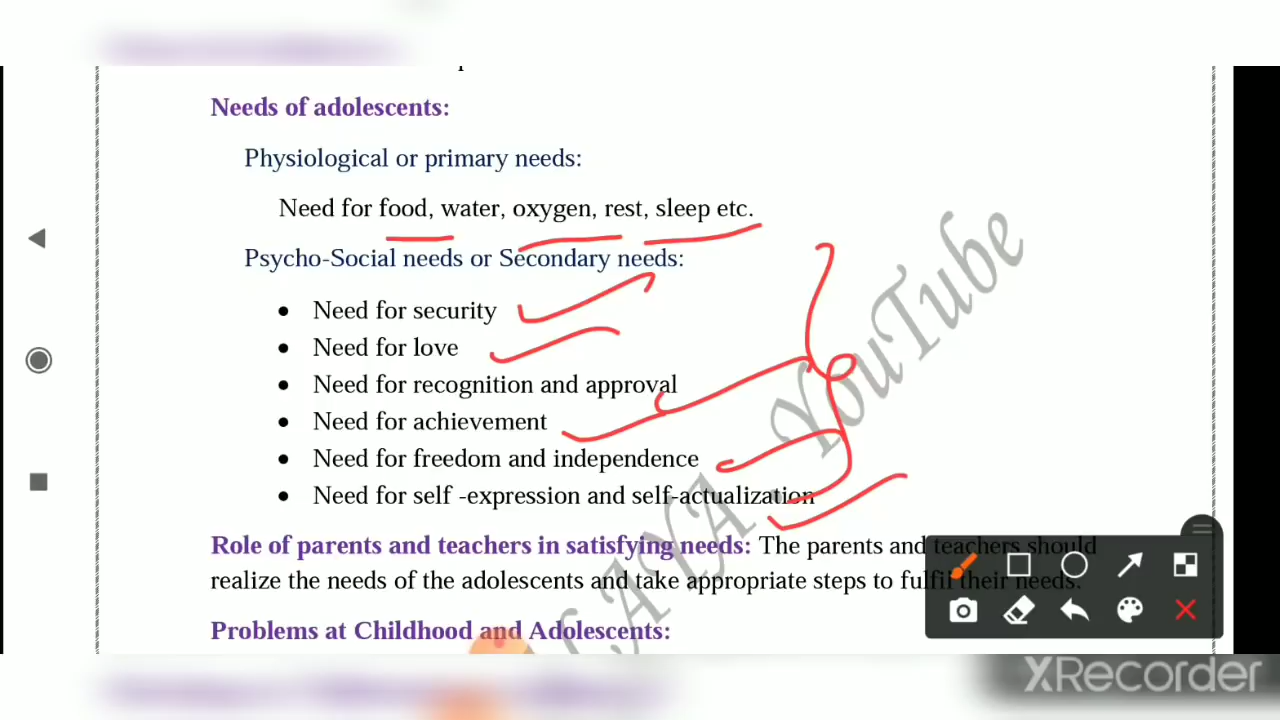 Needs of adolescents:
Physiological or primary needs:
Need for food, water, oxygen, rest, sleep etc.
Psycho-Social needs or Secondary needs:
• Need for security
• Need for love
• Need for recognition and approval
• Need for achievement
• Need for freedom and independence
• Need for self -expression and self-actualization
Role of parents and teachers in satisfying needs: The parents and teachers should
realize the needs of the adolescents and take appropriate steps to fulfil their needs.
Problems at Childhood and Adolescents:
YouTube
XRecorder